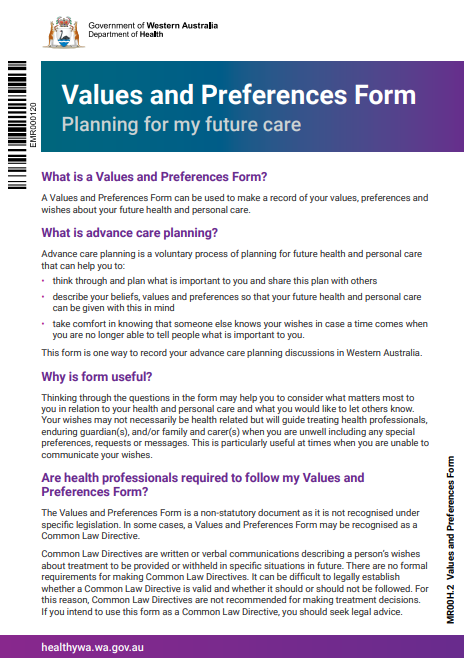 Government of Western Australia
Department of Health
EMR000120
Values and Preferences Form
Planning for my future care
What is a Values and Preferences Form?
A Values and Preferences Form can be used to make a record of your values, preferences and
wishes about your future health and personal care.
What is advance care planning?
Advance care planning is a voluntary process of planning for future health and personal care
that can help you to:
• think through and plan what is important to you and share this plan with others
• describe your beliefs, values and preferences so that your future health and personal care
can be given with this in mind
• take comfort in knowing that someone else knows your wishes in case a time comes when
you are no longer able to tell people what is important to you.
This form is one way to record your advance care planning discussions in Western Australia.
Why is form useful?
Thinking through the questions in the form may help you to consider what matters most to
you in relation to your health and personal care and what you would like to let others know.
Your wishes may not necessarily be health related but will guide treating health professionals,
enduring guardian(s), and/or family and carer(s) when you are unwell including any special
preferences, requests or messages. This is particularly useful at times when you are unable to
communicate your wishes.
Are health professionals required to follow my Values and
Preferences Form?
The Values and Preferences Form is a non-statutory document as it is not recognised under
specific legislation. In some cases, a Values and Preferences Form may be recognised as a
Common Law Directive.
Common Law Directives are written or verbal communications describing a person's wishes
about treatment to be provided or withheld in specific situations in future. There are no formal
requirements for making Common Law Directives. It can be difficult to legally establish
whether a Common Law Directive is valid and whether it should or should not be followed. For
this reason, Common Law Directives are not recommended for making treatment decisions.
If you intend to use this form as a Common Law Directive, you should seek legal advice.
MR00H.2 Values and Preferences Form
healthywa.wa.gov.au